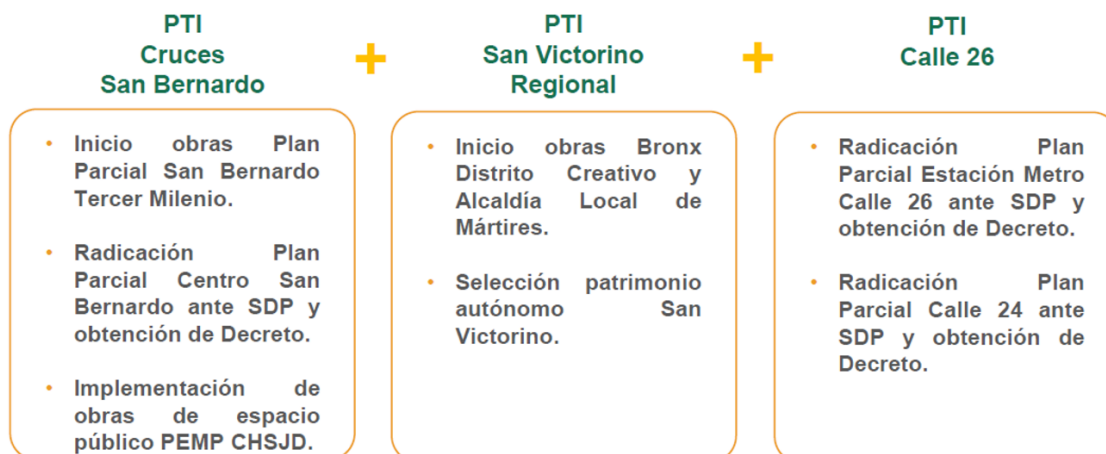 PTI
Cruces
San Bernardo
+
PTI
San Victorino
Regional
+
PTI
Calle 26
• Inicio obras Plan
Parcial San Bernardo
Tercer Milenio.
• Radicación Plan
Parcial Centro San
Bernardo ante SDP y
obtención de Decreto.
• Implementación de
obras de espacio
público PEMP CHSJD.
• Inicio obras Bronx
Distrito Creativo y
Alcaldía Local de
Mártires.
• Selección patrimonio
autónomo San
Victorino.
• Radicación Plan
Parcial Estación Metro
Calle 26 ante SDP y
obtención de Decreto.
• Radicación Plan
Parcial Calle 24 ante
SDP y obtención de
Decreto.